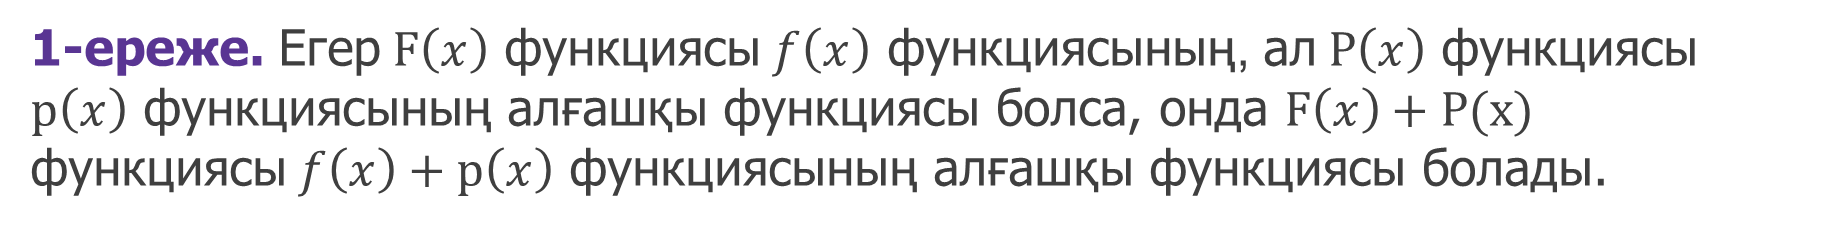 1-ереже. Егер F(x) функциясы f(x) функциясының, ал P(x) функциясы
p(x) функциясының алғашқы функциясы болса, онда F(x) + P(x)
функциясы f(x) + p(x) функциясының алғашқы функциясы болады.